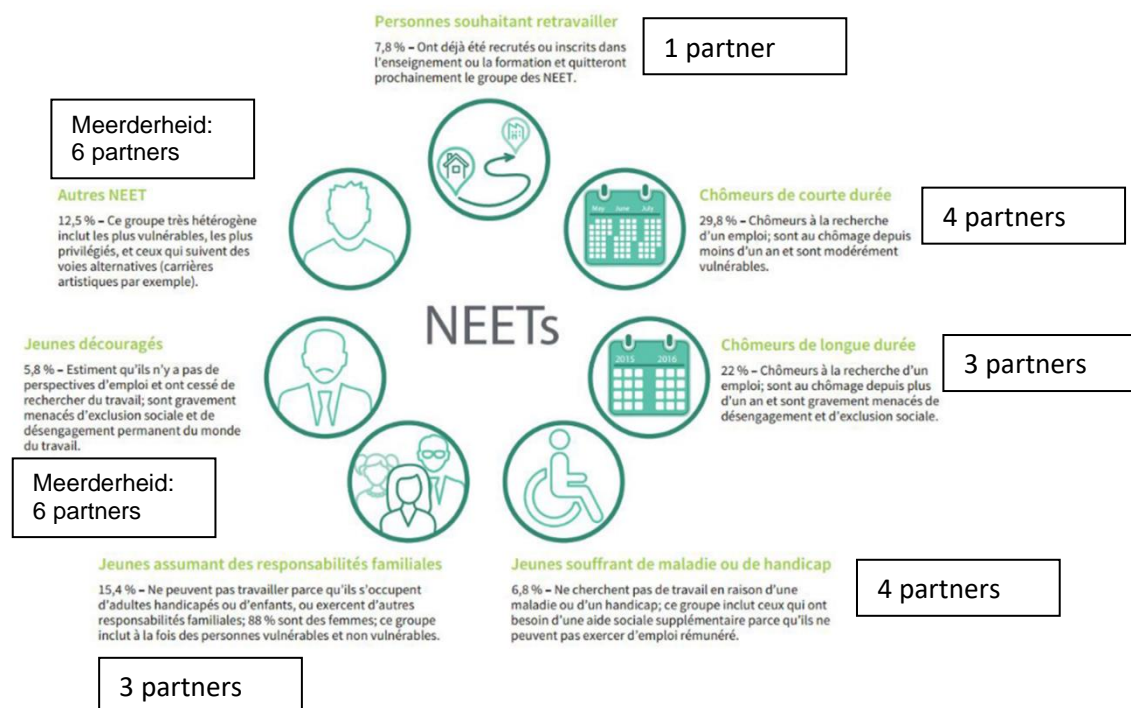 Personnes souhaitant retravailler
7,8 % – Ont déjà été recrutés ou inscrits dans
l'enseignement ou la formation et quitteront
prochainement le groupe des NEET.
1 partner
Meerderheid:
6 partners
Autres NEET
12,5 % – Ce groupe très hétérogène
inclut les plus vulnérables, les plus
privilégiés, et ceux qui suivent des
voies alternatives (carrières
artistiques par exemple).
May June July
Chômeurs de courte durée
29,8 % – Chômeurs à la recherche
d'un emploi; sont au chômage depuis
moins d'un an et sont modérément
vulnérables.
4 partners
NEETs
Jeunes découragés
5,8 % – Estiment qu'ils n'y a pas de
perspectives d'emploi et ont cessé de
rechercher du travail; sont gravement
menacés d'exclusion sociale et de
désengagement permanent du monde
du travail.
Meerderheid:
6 partners
2015 2016
Chômeurs de longue durée
22 % – Chômeurs à la recherche d'un
emploi; sont au chômage depuis plus
d'un an et sont gravement menacés de
désengagement et d'exclusion sociale.
3 partners
Jeunes assumant des responsabilités familiales
15,4 % – Ne peuvent pas travailler parce qu'ils s'occupent
d'adultes handicapés ou d'enfants, ou exercent d'autres
responsabilités familiales; 88 % sont des femmes; ce groupe
inclut à la fois des personnes vulnérables et non vulnérables.
3 partners
Jeunes souffrant de maladie ou de handicap
6,8 % – Ne cherchent pas de travail en raison d'une
maladie ou d'un handicap; ce groupe inclut ceux qui ont
besoin d'une aide sociale supplémentaire parce qu'ils ne
peuvent pas exercer d'emploi rémunéré.
4 partners